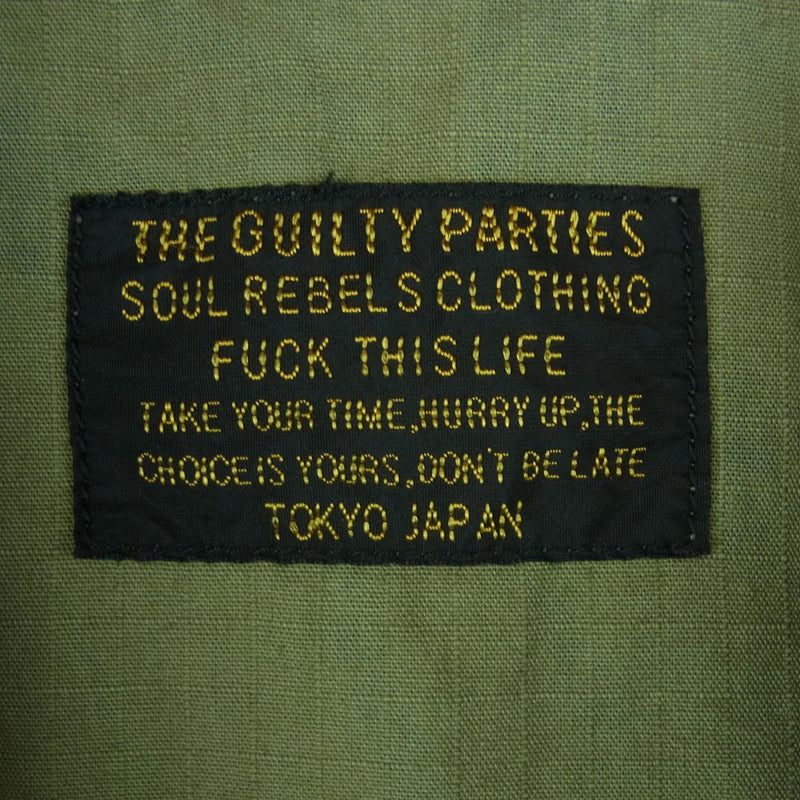 THE GUILTY PARTIES
SOUL REBELS CLOTHING
FUCK THIS LIFE
TAKE YOUR TIME,HURRY UP,THE
CHOICE IS YOURS,DON'T BE LATE
TOKYO JAPAN